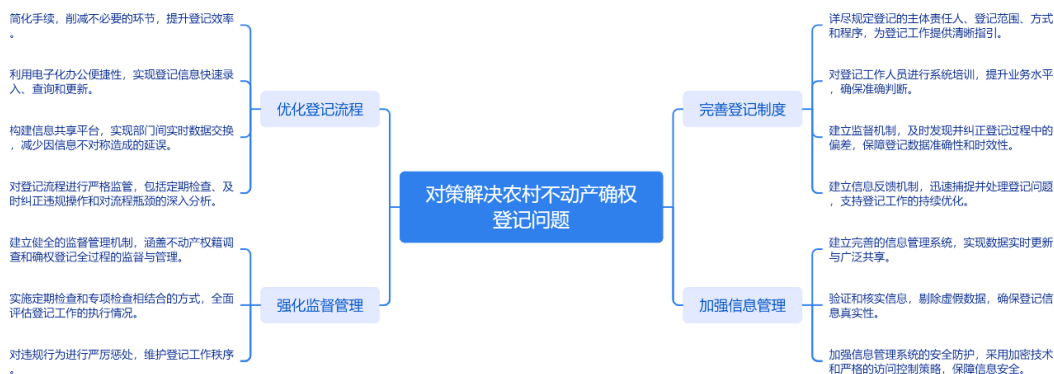 对策解决农村不动产确权
登记问题
优化登记流程
简化手续，削减不必要的环节，提升登记效率
。
利用电子化办公便捷性，实现登记信息快速录
入、查询和更新。
构建信息共享平台，实现部门间实时数据交换
，减少因信息不对称造成的延误。
对登记流程进行严格监管，包括定期检查、及
时纠正违规操作和对流程瓶颈的深入分析。
强化监督管理
建立健全的监督管理机制，涵盖不动产权籍调
查和确权登记全过程的监督与管理。
实施定期检查和专项检查相结合的方式，全面
评估登记工作的执行情况。
对违规行为进行严厉惩处，维护登记工作秩序
。
完善登记制度
详尽规定登记的主体责任人、登记范围、方式
和程序，为登记工作提供清晰指引。
对登记工作人员进行系统培训，提升业务水平
，确保准确判断。
建立监督机制，及时发现并纠正登记过程中的
偏差，保障登记数据准确性和时效性。
建立信息反馈机制，迅速捕捉并处理登记问题
，支持登记工作的持续优化。
加强信息管理
建立完善的信息管理系统，实现数据实时更新
与广泛共享。
验证和核实信息，剔除虚假数据，确保登记信
息真实性。
加强信息管理系统的安全防护，采用加密技术
和严格的访问控制策略，保障信息安全。